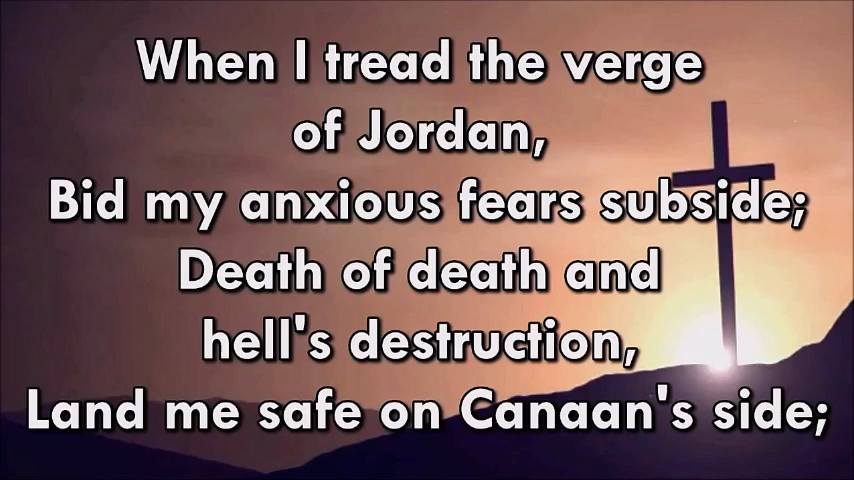 When I tread the verge
of Jordan,
Bid my anxious fears subside;
Death of death and
hell's destruction,
Land me safe on Canaan's side;